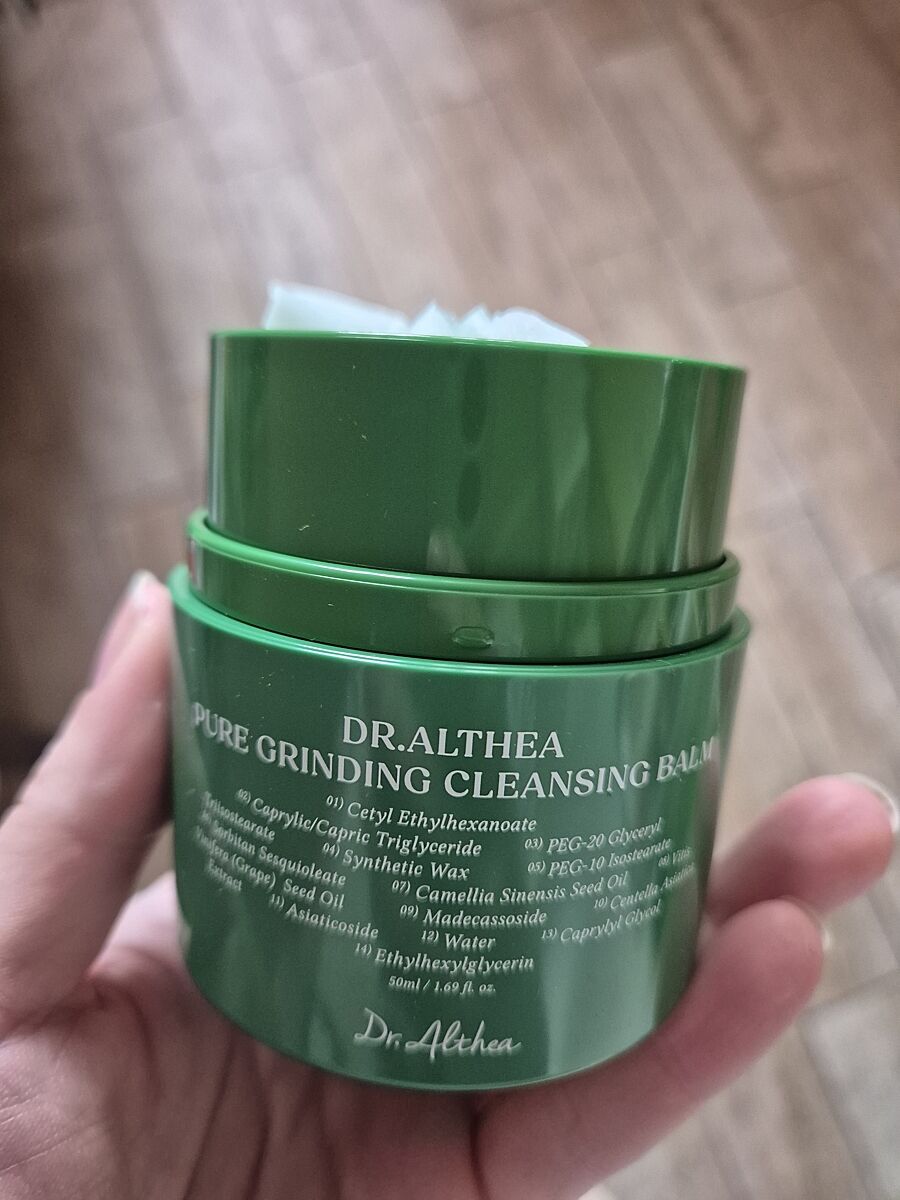 DR.ALTHEA
PURE GRINDING CLEANSING BALM
01) Cetyl Ethylhexanoate
02) Caprylic/Capric Triglyceride 03) PEG-20 Glyceryl
Triisostearate 04) Synthetic Wax 05) PEG-10 Isostearate
Sorbitan Sesquioleate 07) Camellia Sinensis Seed Oil 08) Vitis
Vinifera (Grape) Seed Oil 09) Madecassoside 10) Centella Asiatica
Extract 11) Asiaticoside 12) Water 13) Caprylyl Glycol
14) Ethylhexylglycerin
50ml / 1.69 fl. oz.
Dr. Althea